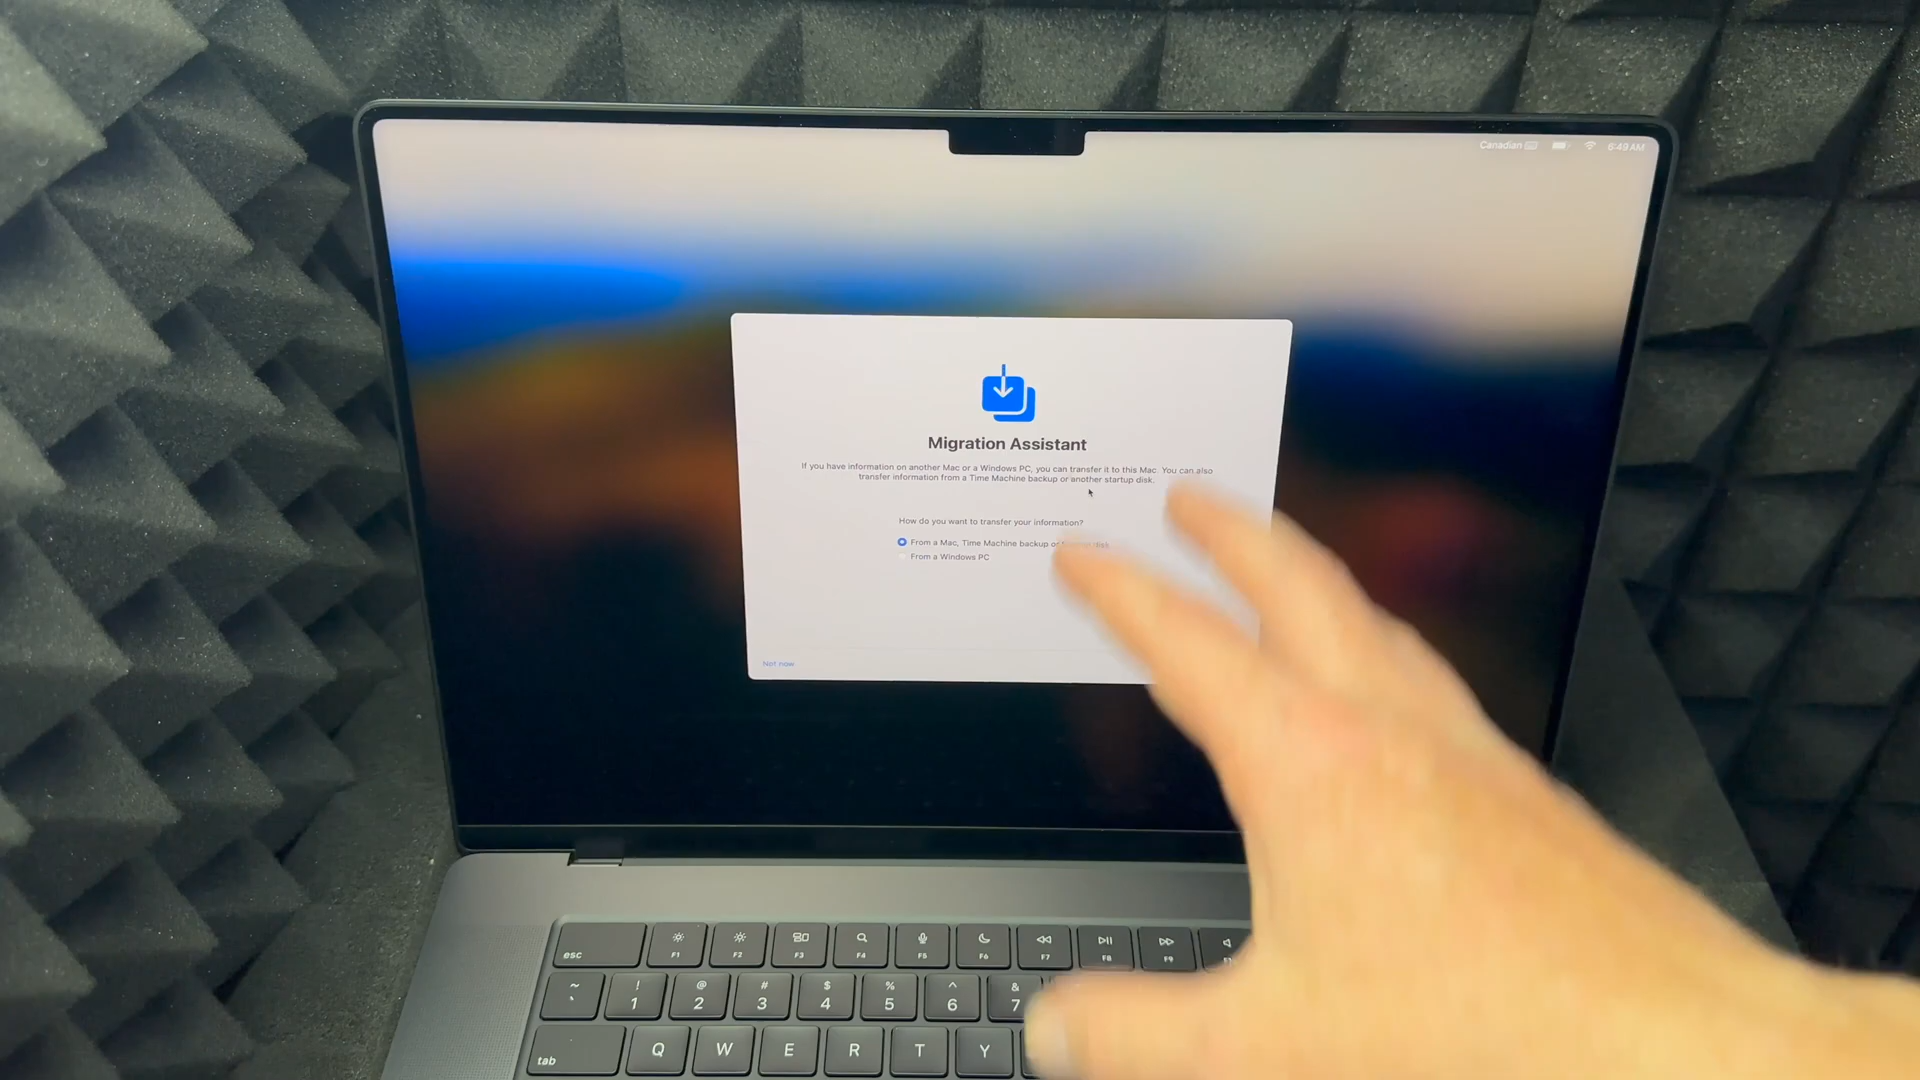 Canadian
6:49 AM
Migration Assistant
If you have information on another Mac or a Windows PC, you can transfer it to this Mac. You can also
transfer information from a Time Machine backup or another startup disk.
How do you want to transfer your information?
From a Mac, Time Machine backup or disk
From a Windows PC
Not now
esc
F1
F2
F3
F4
F5
F6
F7
F8
F9
~ `
! 1
@ 2
# 3
$ 4
% 5
^ 6
& 7
tab
Q
W
E
R
T
Y